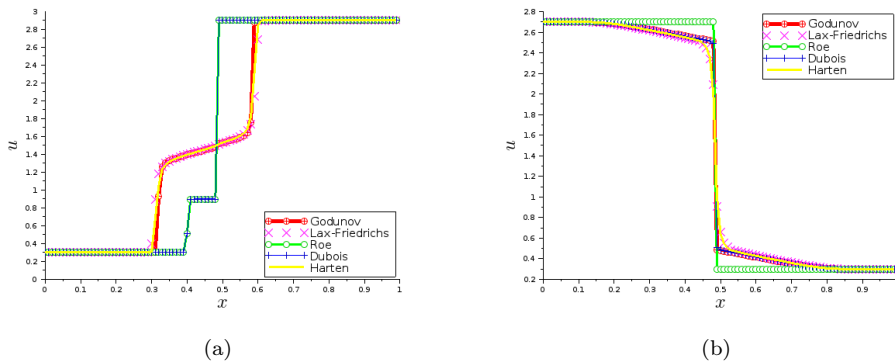 3
2.8
2.6
2.4
2.2
2
1.8
1.6
1.4
1.2
1
0.8
0.6
0.4
0.2
0
u
0 0.1 0.2 0.3 0.4 0.5 0.6 0.7 0.8 0.9 1
x
Godunov
Lax-Friedrichs
Roe
Dubois
Harten
(a)
2.8
2.6
2.4
2.2
2
1.8
1.6
1.4
1.2
1
0.8
0.6
0.4
0.2
u
0 0.1 0.2 0.3 0.4 0.5 0.6 0.7 0.8 0.9
x
Godunov
Lax-Friedrichs
Roe
Dubois
Harten
(b)